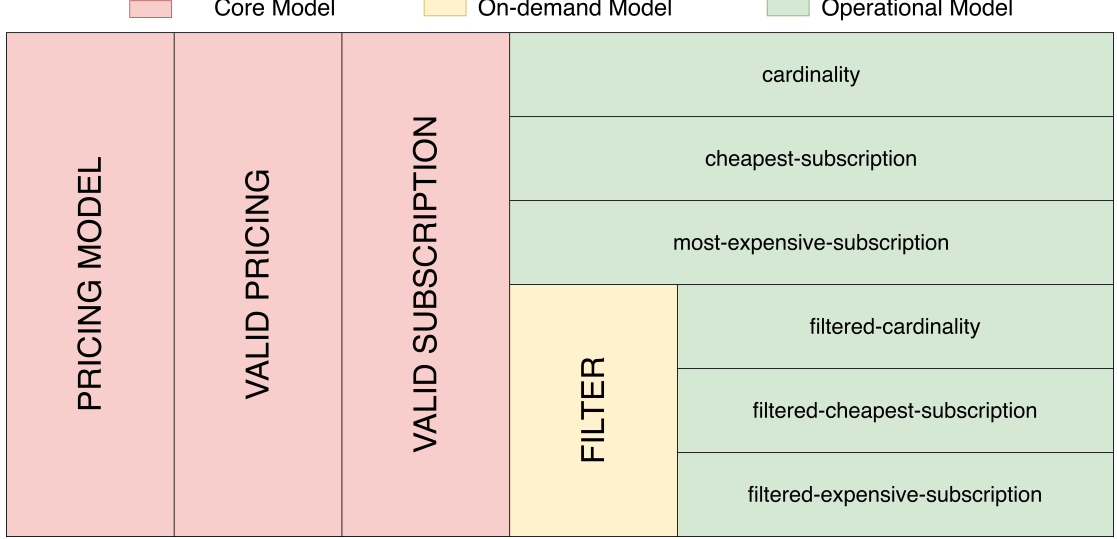 Core Model
On-demand Model
Operational Model
PRICING MODEL
VALID PRICING
VALID SUBSCRIPTION
cardinality
cheapest-subscription
most-expensive-subscription
FILTER
filtered-cardinality
filtered-cheapest-subscription
filtered-expensive-subscription